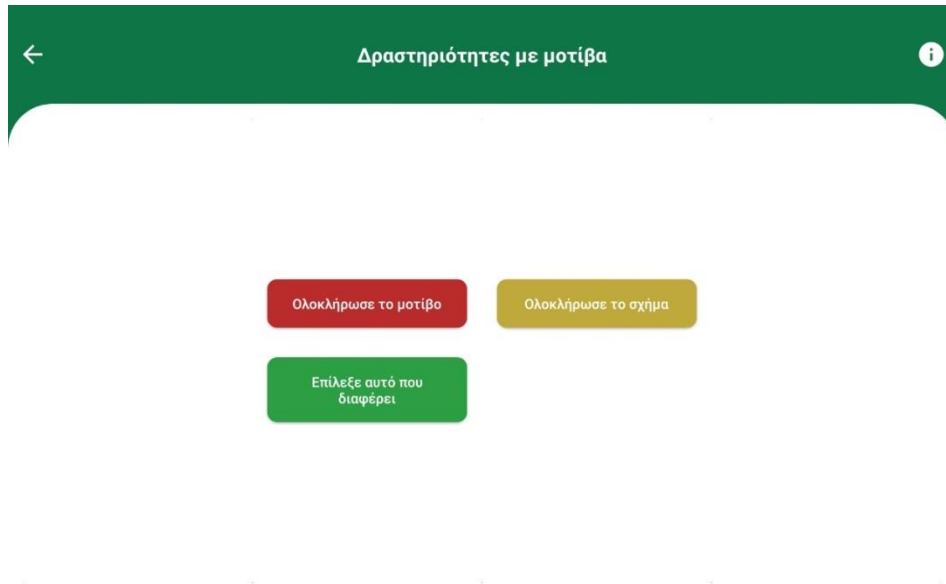 Δραστηριότητες με μοτίβα
Ολοκλήρωσε το μοτίβο
Ολοκλήρωσε το σχήμα
Επίλεξε αυτό που
διαφέρει